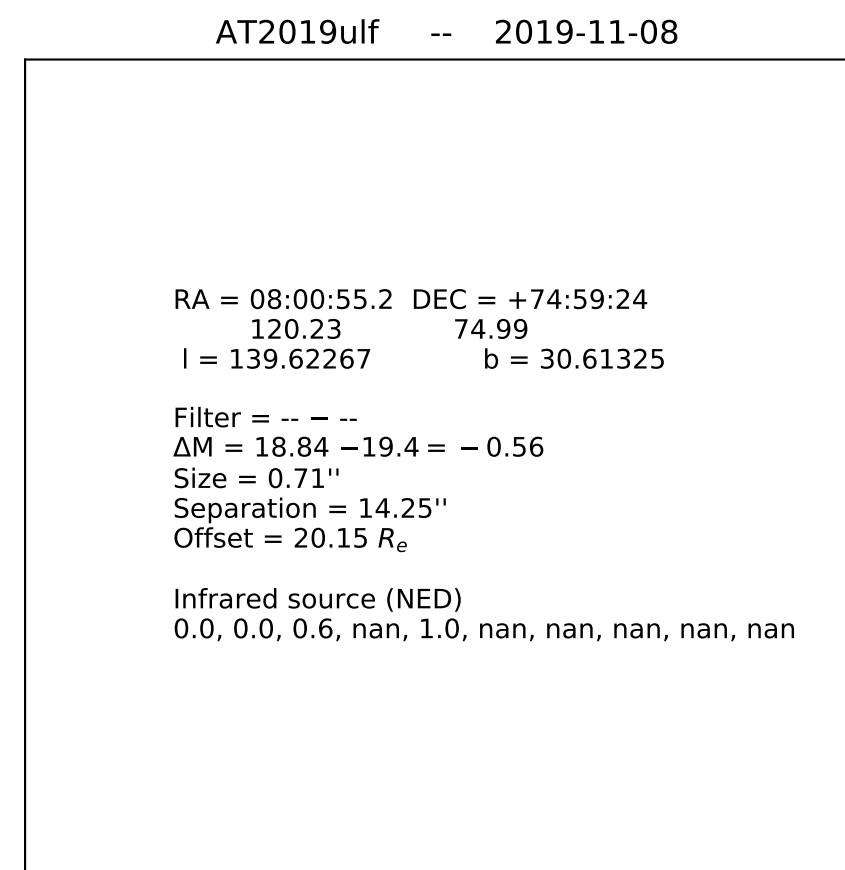 AT2019ulf -- 2019-11-08
RA = 08:00:55.2 DEC = +74:59:24
120.23 74.99
l = 139.62267 b = 30.61325
Filter = -- − --
ΔM = 18.84 −19.4 = −0.56
Size = 0.71''
Separation = 14.25''
Offset = 20.15 Re
Infrared source (NED)
0.0, 0.0, 0.6, nan, 1.0, nan, nan, nan, nan, nan